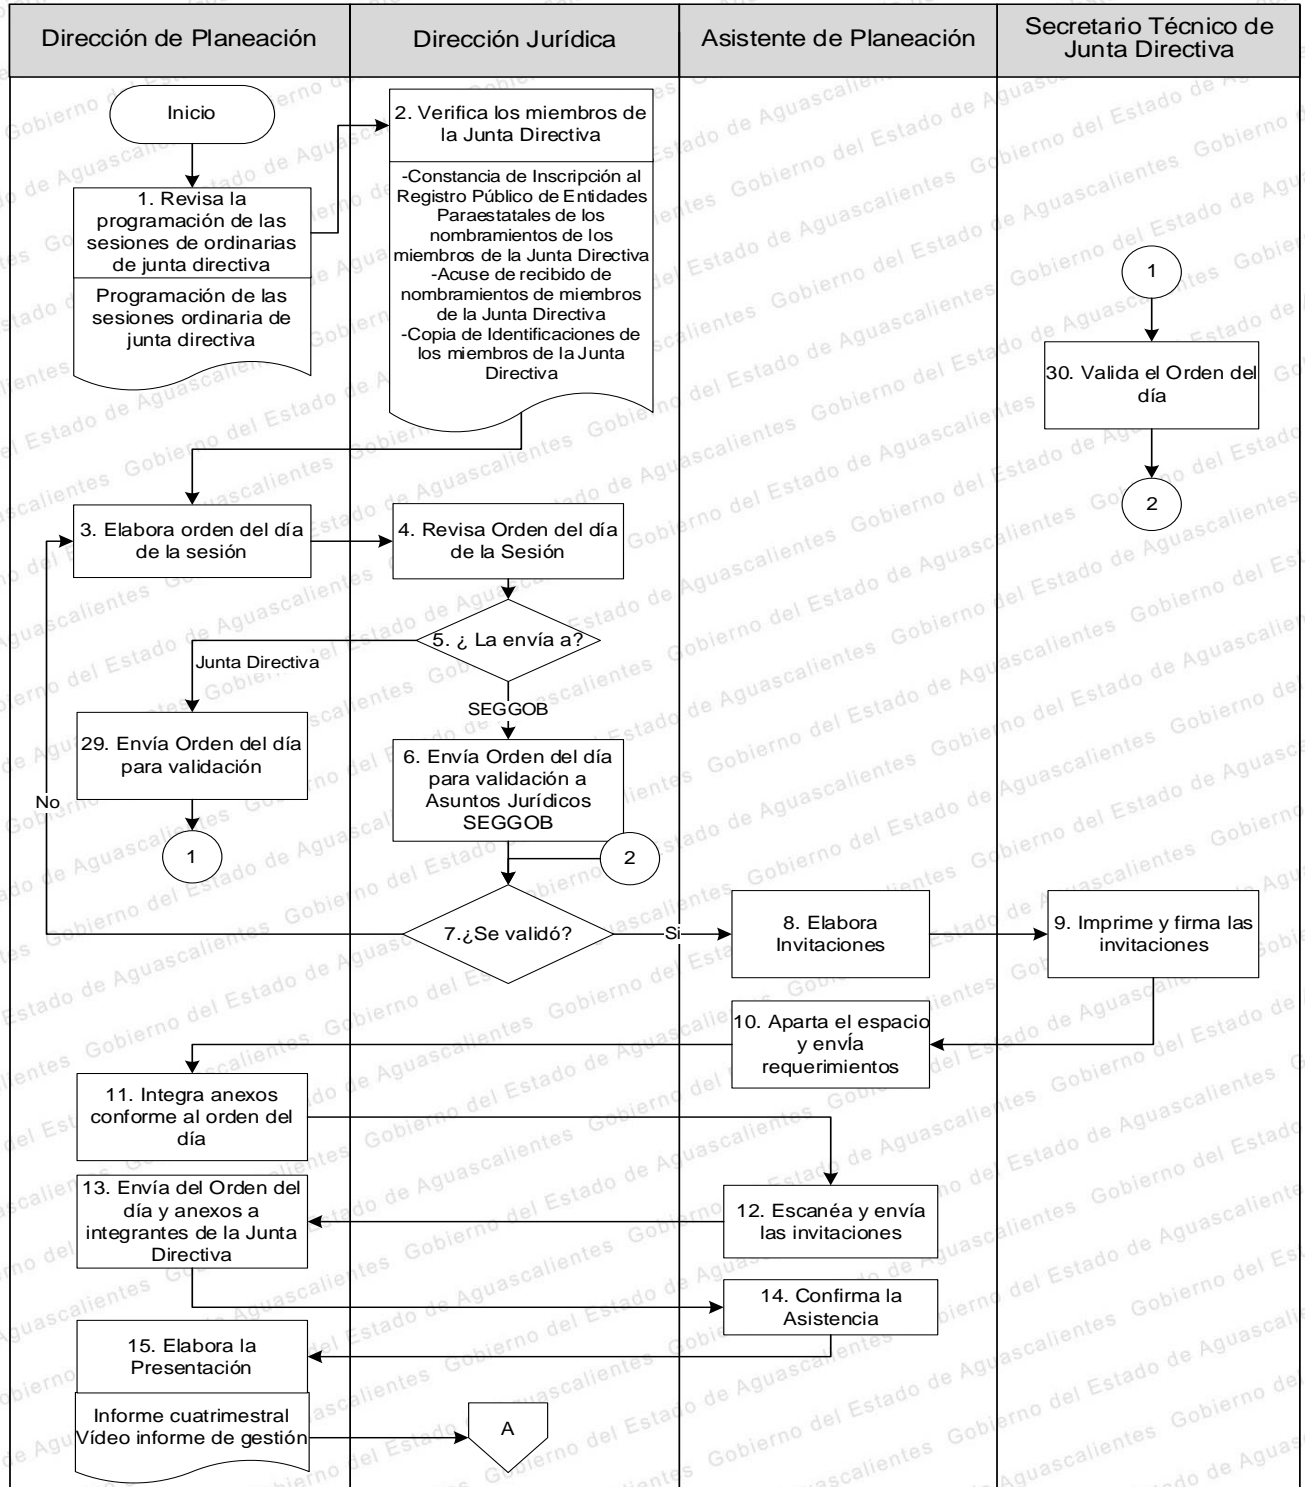 Dirección de Planeación
Dirección Jurídica
Asistente de Planeación
Secretario Técnico de
Junta Directiva
Inicio
1. Revisa la
programación de las
sesiones de ordinarias
de junta directiva
Programación de las
sesiones ordinaria de
junta directiva
2. Verifica los miembros de
la Junta Directiva
-Constancia de Inscripción al
Registro Público de Entidades
Paraestatales de los
nombramientos de los
miembros de la Junta Directiva
-Acuse de recibido de
nombramientos de miembros
de la Junta Directiva
-Copia de Identificaciones de
los miembros de la Junta
Directiva
1
30. Valida el Orden del
día
2
3. Elabora orden del día
de la sesión
4. Revisa Orden del día
de la Sesión
5. ¿ La envía a?
Junta Directiva
SEGGOB
29. Envía Orden del día
para validación
1
6. Envía Orden del día
para validación a
Asuntos Jurídicos
SEGGOB
2
No
7.¿Se validó?
Si
8. Elabora
Invitaciones
9. Imprime y firma las
invitaciones
10. Aparta el espacio
y envÍa
requerimientos
11. Integra anexos
conforme al orden del
día
12. Escanéa y envía
las invitaciones
13. Envía del Orden del
día y anexos a
integrantes de la Junta
Directiva
14. Confirma la
Asistencia
15. Elabora la
Presentación
Informe cuatrimestral
Vídeo informe de gestión
A
Gobierno del Estado de Aguascalientes